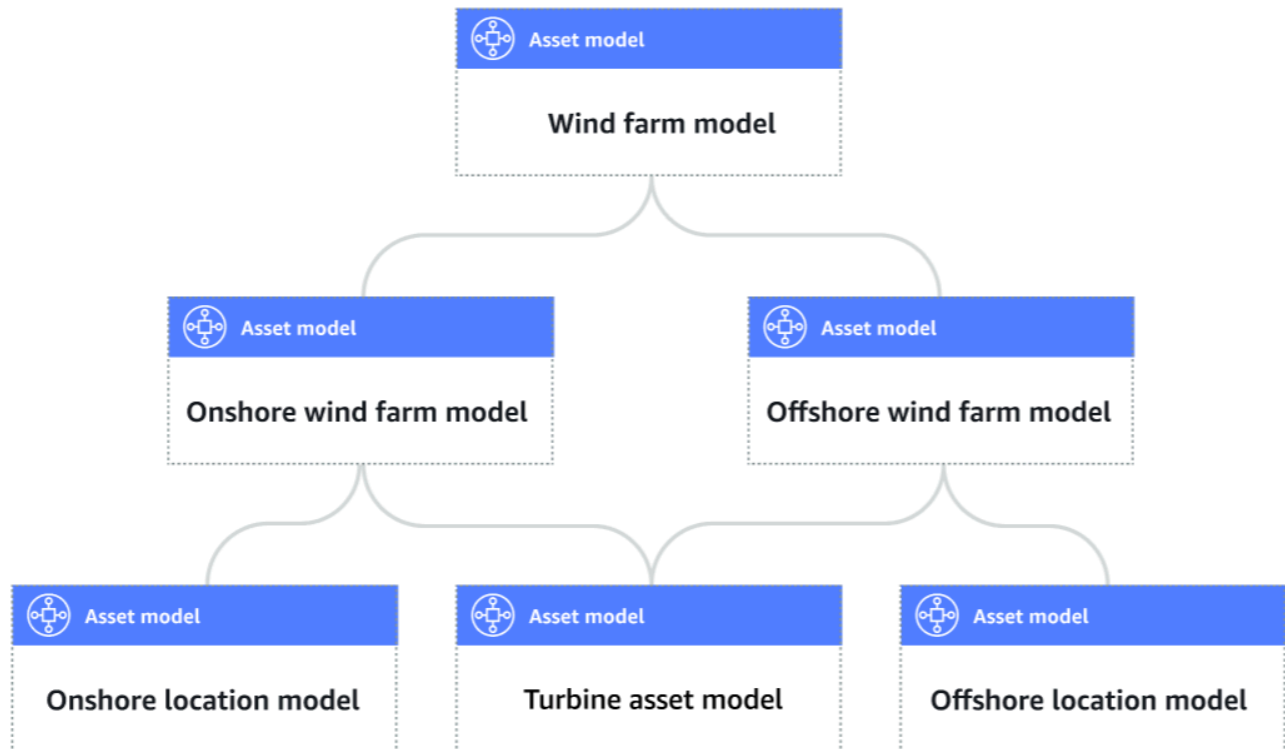 Asset model
Wind farm model
Asset model
Onshore wind farm model
Asset model
Offshore wind farm model
Asset model
Onshore location model
Asset model
Turbine asset model
Asset model
Offshore location model